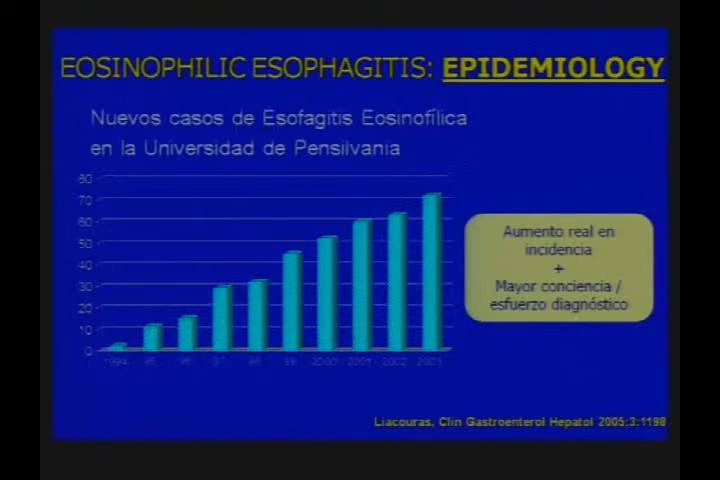 EOSINOPHILIC ESOPHAGITIS: EPIDEMIOLOGY
Nuevos casos de Esofagitis Eosinofílica
en la Universidad de Pensilvania
80
70
60
50
40
30
20
10
0
1994 95 96 97 98 99 2000 2001 2002 2003
Aumento real en
incidencia
+
Mayor conciencia /
esfuerzo diagnóstico
Liacouras, Clin Gastroenterol Hepatol 2005;3:1198